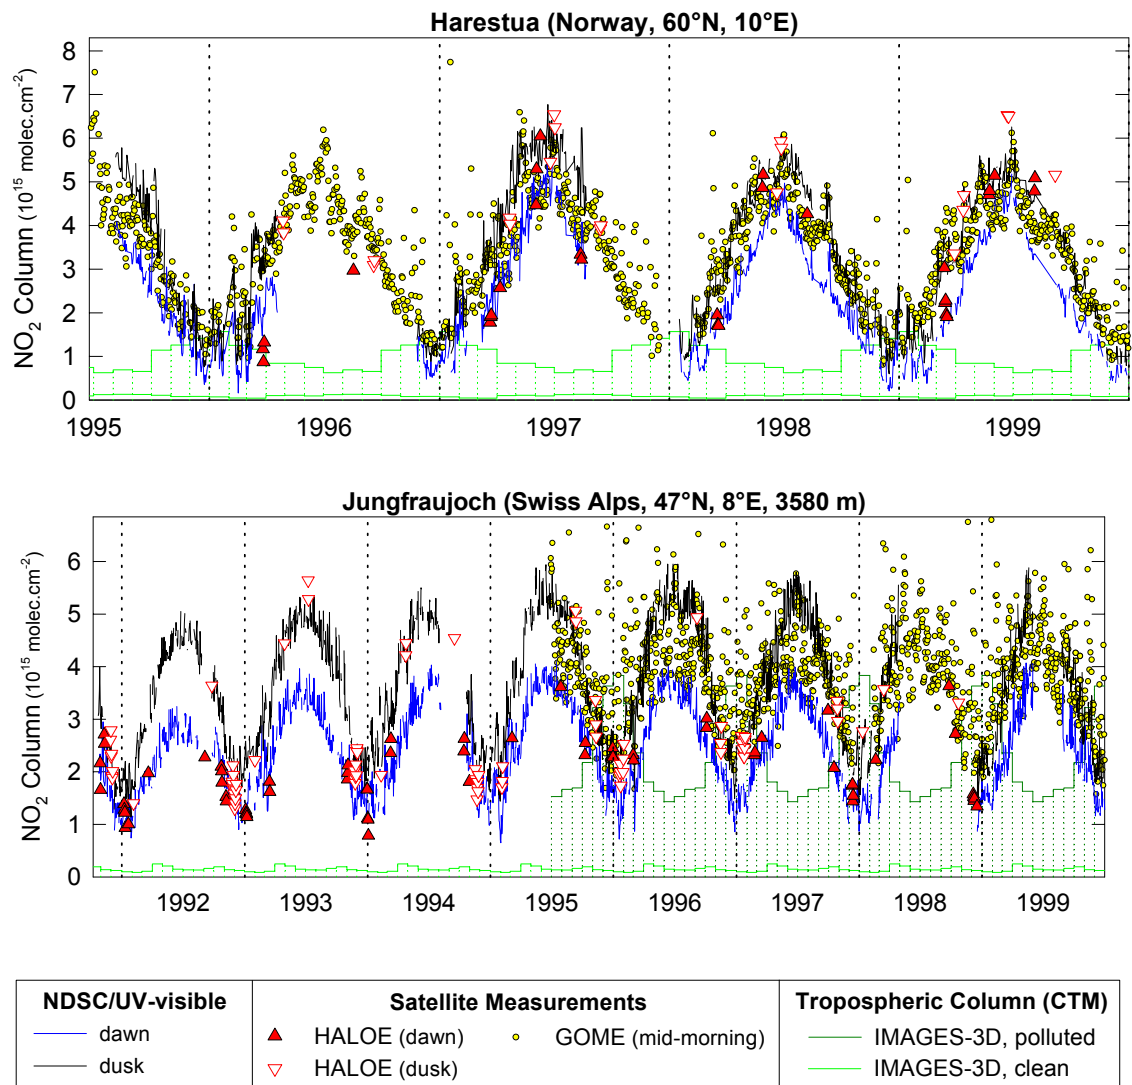 Harestua (Norway, 60°N, 10°E)
NO2 Column (10^15 molec.cm^-2)
8
7
6
5
4
3
2
1
0
1995 1996 1997 1998 1999
Jungfraujoch (Swiss Alps, 47°N, 8°E, 3580 m)
NO2 Column (10^15 molec.cm^-2)
6
5
4
3
2
1
0
1992 1993 1994 1995 1996 1997 1998 1999
NDSC/UV-visible
dawn
dusk
Satellite Measurements
HALOE (dawn) GOME (mid-morning)
HALOE (dusk)
Tropospheric Column (CTM)
IMAGES-3D, polluted
IMAGES-3D, clean